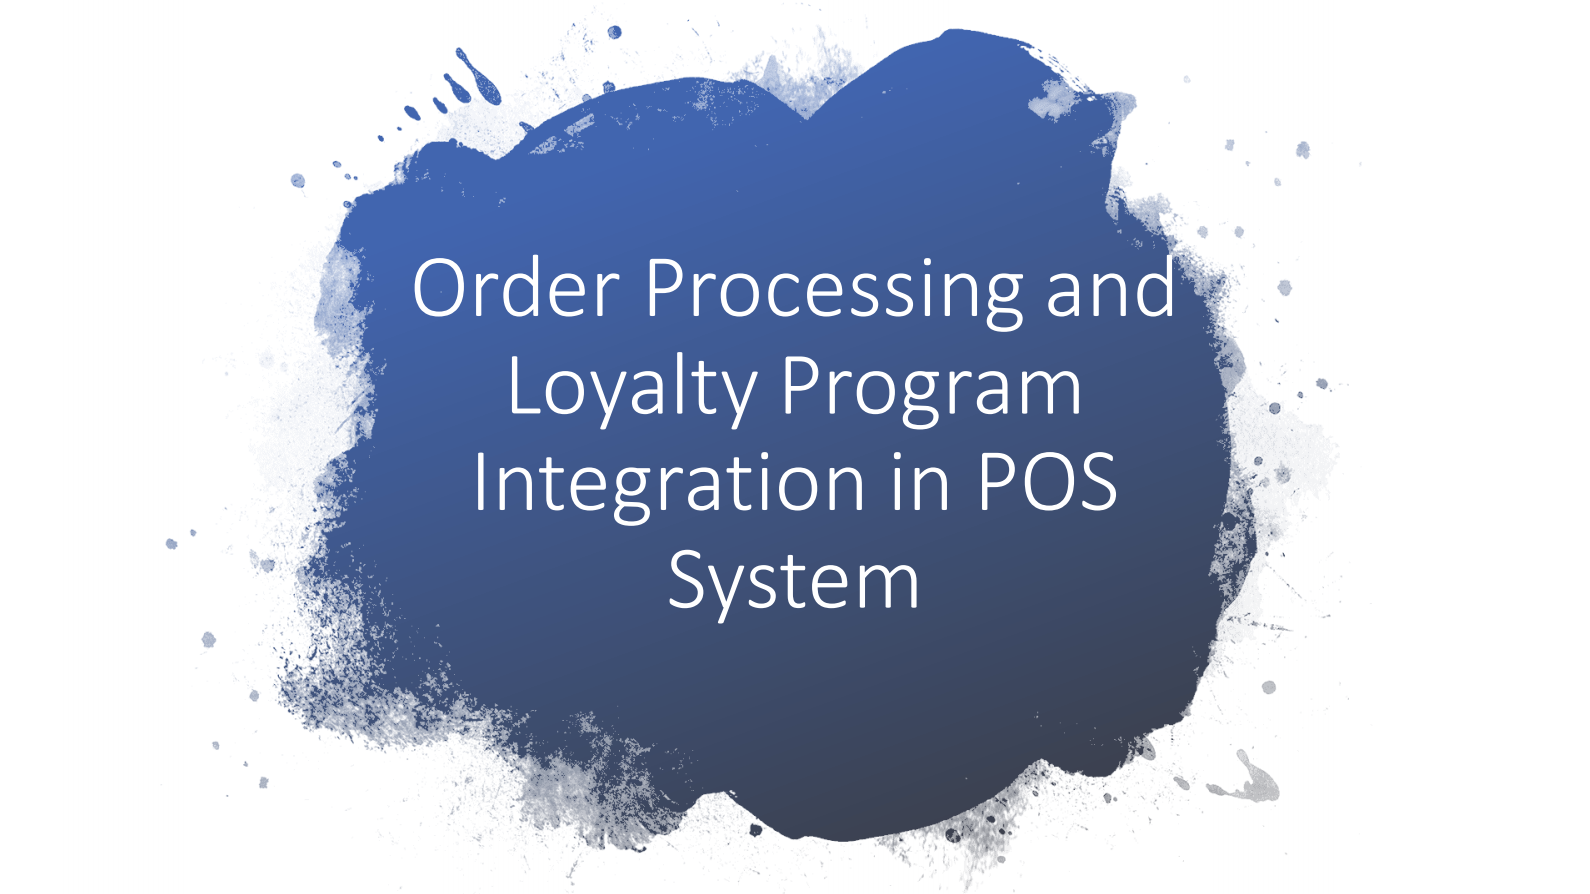 Order Processing and
Loyalty Program
Integration in POS
System